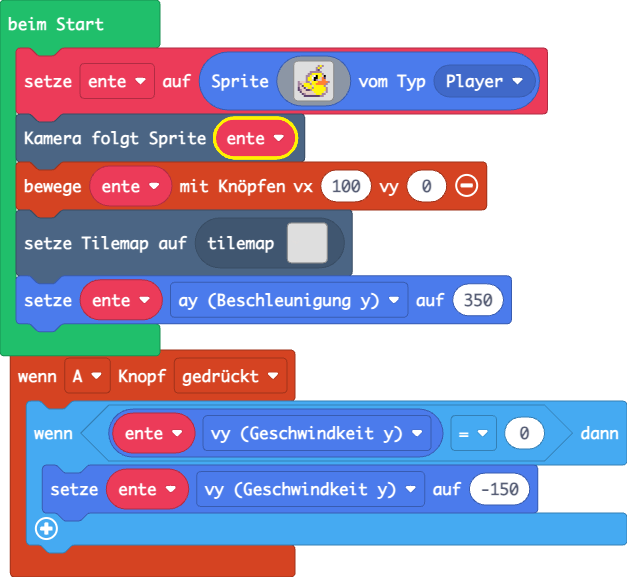 beim Start
setze ente auf Sprite vom Typ Player
Kamera folgt Sprite ente
bewege ente mit Knöpfen vx 100 vy 0
setze Tilemap auf tilemap
setze ente ay (Beschleunigung y) auf 350
wenn A Knopf gedrückt
wenn ente vy (Geschwindkeit y) = 0 dann
setze ente vy (Geschwindkeit y) auf -150